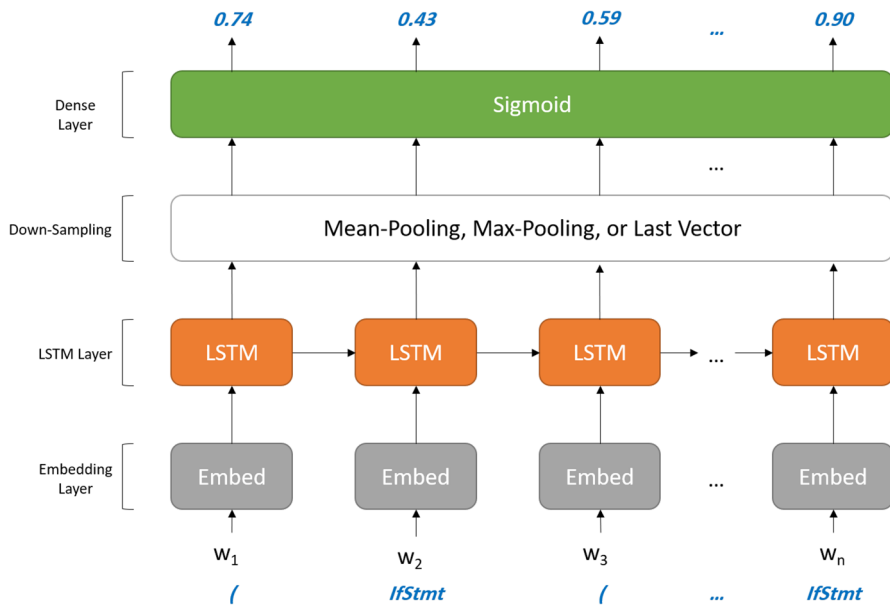 0.74 0.43 0.59 ... 0.90
Dense Layer
Sigmoid
...
Down-Sampling
Mean-Pooling, Max-Pooling, or Last Vector
LSTM Layer
LSTM LSTM LSTM ... LSTM
Embedding Layer
Embed Embed Embed ... Embed
w₁ w₂ w₃ wₙ
( IfStmt ( ... IfStmt